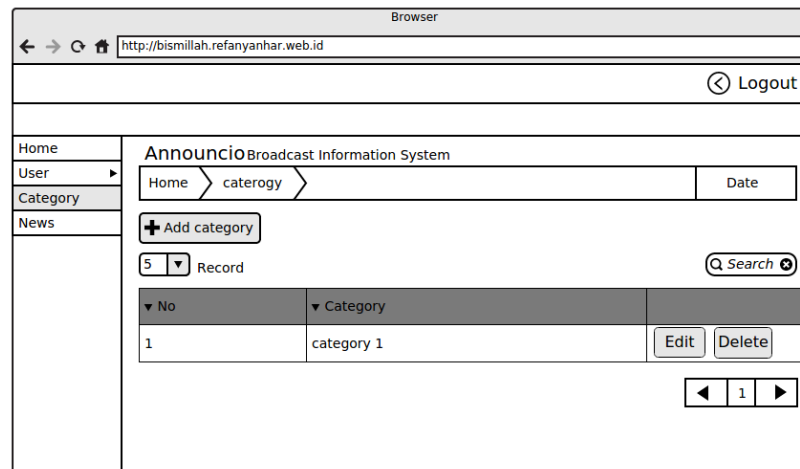 Browser
http://bismillah.refanyanhar.web.id
Logout
Home
User
Category
News
Announcio Broadcast Information System
Home caterogy Date
Add category
5 Record Search
No Category
1 category 1 Edit Delete
1